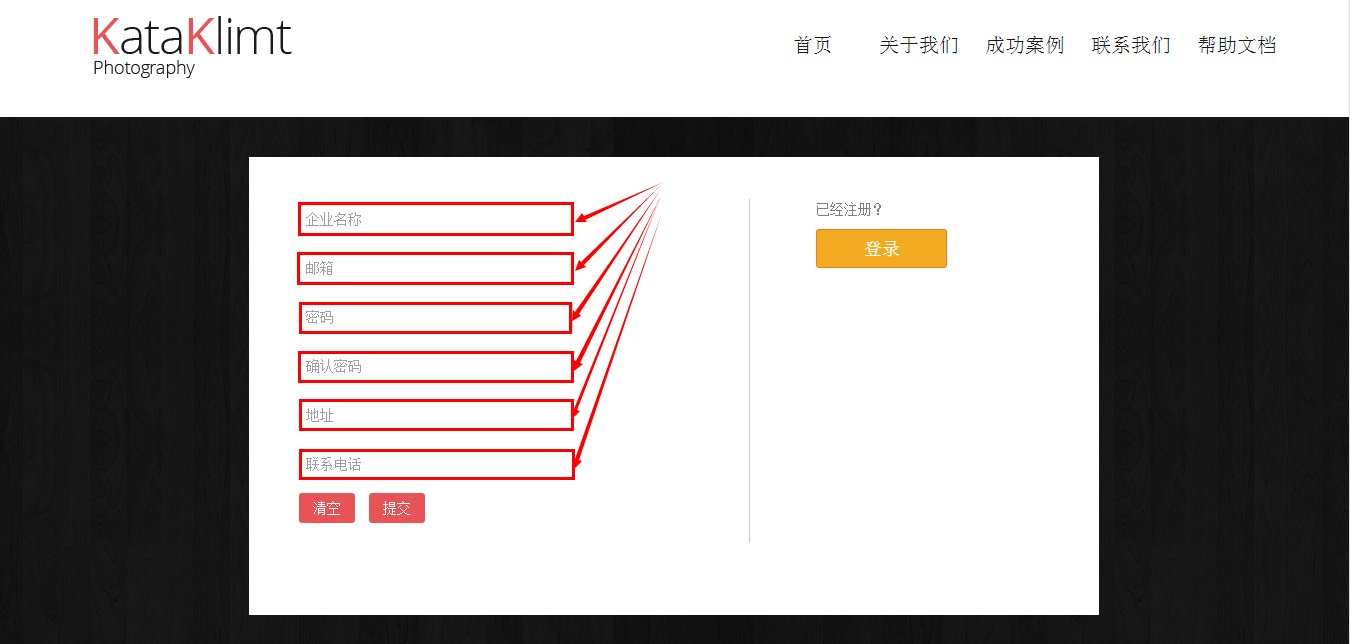 KataKlimt
Photography
首页 关于我们 成功案例 联系我们 帮助文档
企业名称
邮箱
密码
确认密码
地址
联系电话
清空 提交
已经注册？
登录